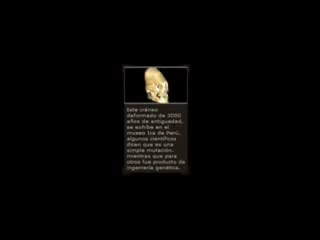 Este cráneo
deformado de 3000
años de antiguedad,
se exhibe en el
museo Ica de Perú,
algunos científicos
dicen que es una
simple mutación,
mientras que para
otros fue producto de
ingeniería genética.